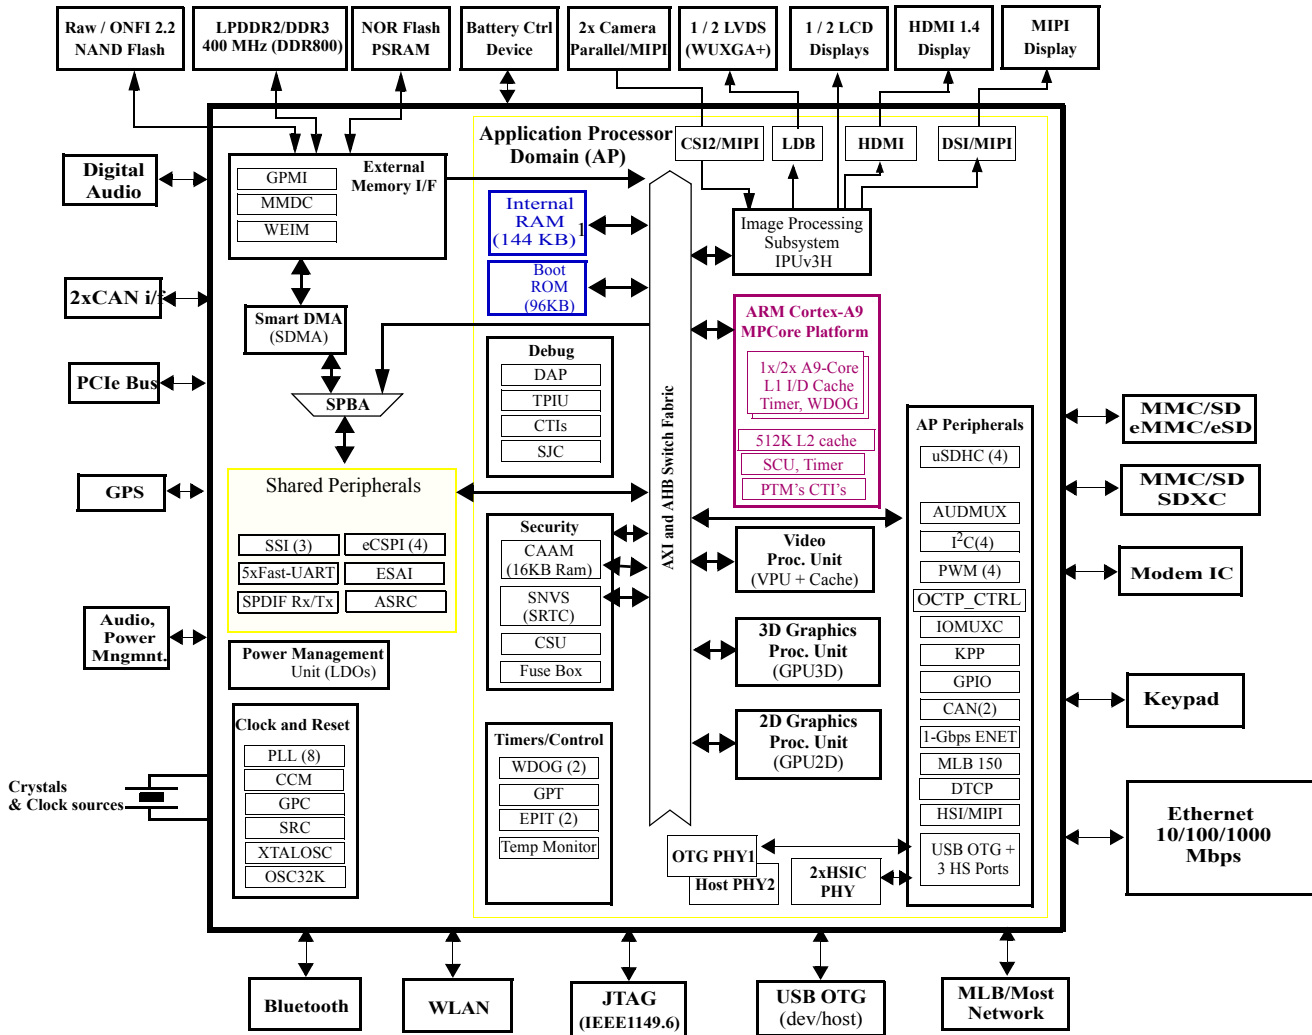 Raw / ONFI 2.2
NAND Flash
LPDDR2/DDR3
400 MHz (DDR800)
NOR Flash
PSRAM
Battery Ctrl
Device
2x Camera
Parallel/MIPI
1 / 2 LVDS
(WUXGA+)
1 / 2 LCD
Displays
HDMI 1.4
Display
MIPI
Display
Digital
Audio
2xCAN i/f
PCIe Bus
GPS
Audio,
Power
Mngmnt.
Crystals
& Clock sources
External
Memory I/F
GPMI
MMDC
WEIM
Smart DMA
(SDMA)
SPBA
Shared Peripherals
SSI (3)
eCSPI (4)
5xFast-UART
ESAI
SPDIF Rx/Tx
ASRC
Power Management
Unit (LDOs)
Clock and Reset
PLL (8)
CCM
GPC
SRC
XTALOSC
OSC32K
Application Processor
Domain (AP)
Internal
RAM
(144 KB)
1
Boot
ROM
(96KB)
Debug
DAP
TPIU
CTIs
SJC
Security
CAAM
(16KB Ram)
SNVS
(SRTC)
CSU
Fuse Box
Timers/Control
WDOG (2)
GPT
EPIT (2)
Temp Monitor
AXI and AHB Switch Fabric
CSI2/MIPI
LDB
HDMI
DSI/MIPI
Image Processing
Subsystem
IPUv3H
ARM Cortex-A9
MPCore Platform
1x/2x A9-Core
L1 I/D Cache
Timer, WDOG
512K L2 cache
SCU, Timer
PTM's CTI's
Video
Proc. Unit
(VPU + Cache)
3D Graphics
Proc. Unit
(GPU3D)
2D Graphics
Proc. Unit
(GPU2D)
OTG PHY1
Host PHY2
2xHSIC
PHY
AP Peripherals
uSDHC (4)
AUDMUX
I²C(4)
PWM (4)
OCTP_CTRL
IOMUXC
KPP
GPIO
CAN(2)
1-Gbps ENET
MLB 150
DTCP
HSI/MIPI
USB OTG +
3 HS Ports
MMC/SD
eMMC/eSD
MMC/SD
SDXC
Modem IC
Keypad
Ethernet
10/100/1000
Mbps
Bluetooth
WLAN
JTAG
(IEEE1149.6)
USB OTG
(dev/host)
MLB/Most
Network